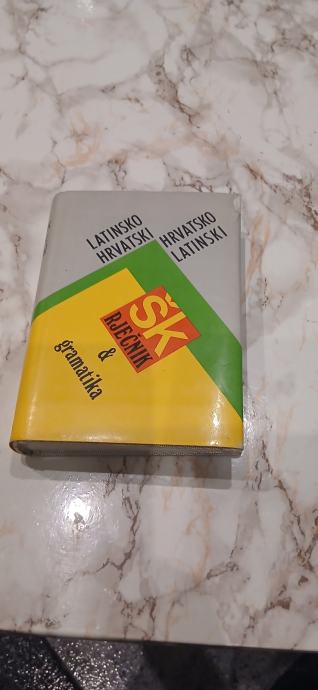 LATINSKO
HRVATSKI
HRVATSKO
LATINSKI
ŠK
RJEČNIK
&
gramatika